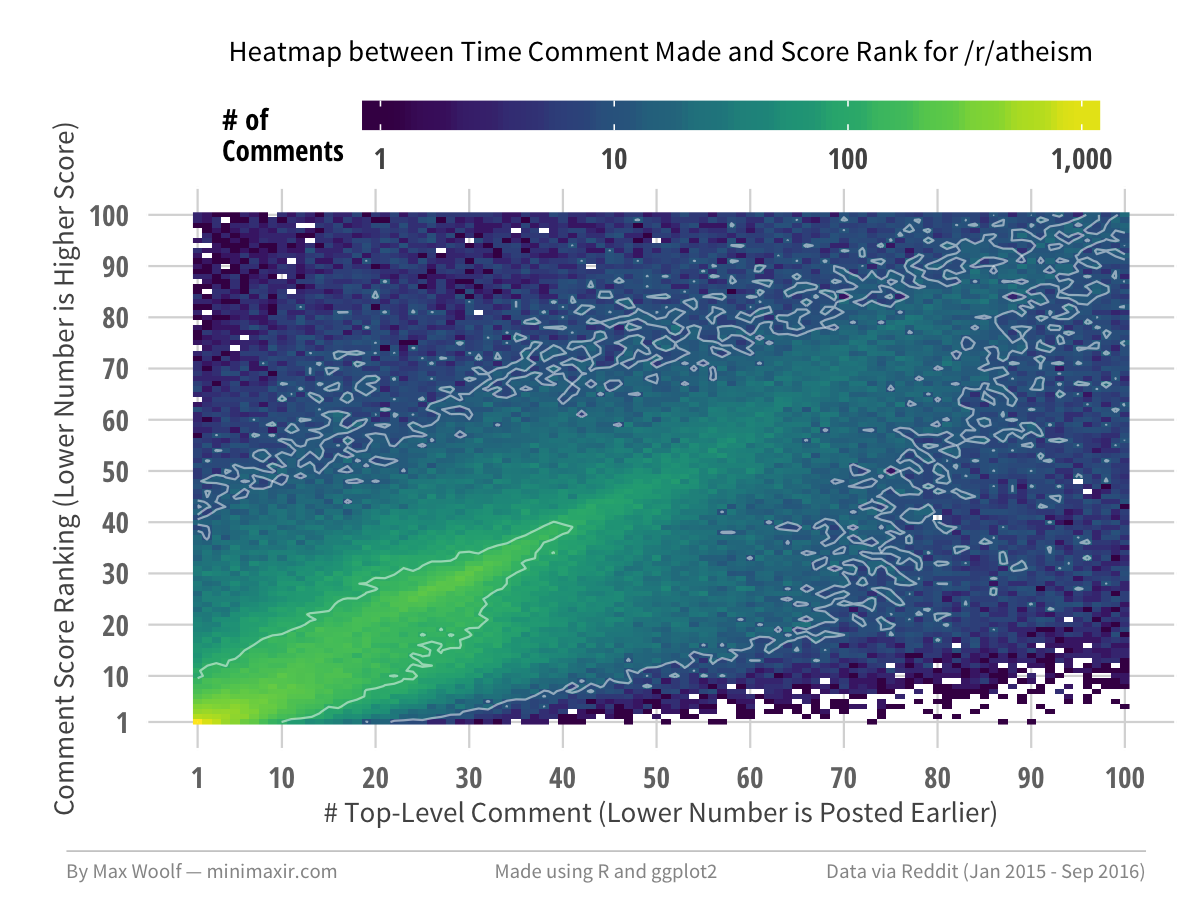 Heatmap between Time Comment Made and Score Rank for /r/atheism
# of
Comments
1 10 100 1,000
Comment Score Ranking (Lower Number is Higher Score)
100
90
80
70
60
50
40
30
20
10
1
1 10 20 30 40 50 60 70 80 90 100
# Top-Level Comment (Lower Number is Posted Earlier)
By Max Woolf — minimaxir.com
Made using R and ggplot2
Data via Reddit (Jan 2015 - Sep 2016)